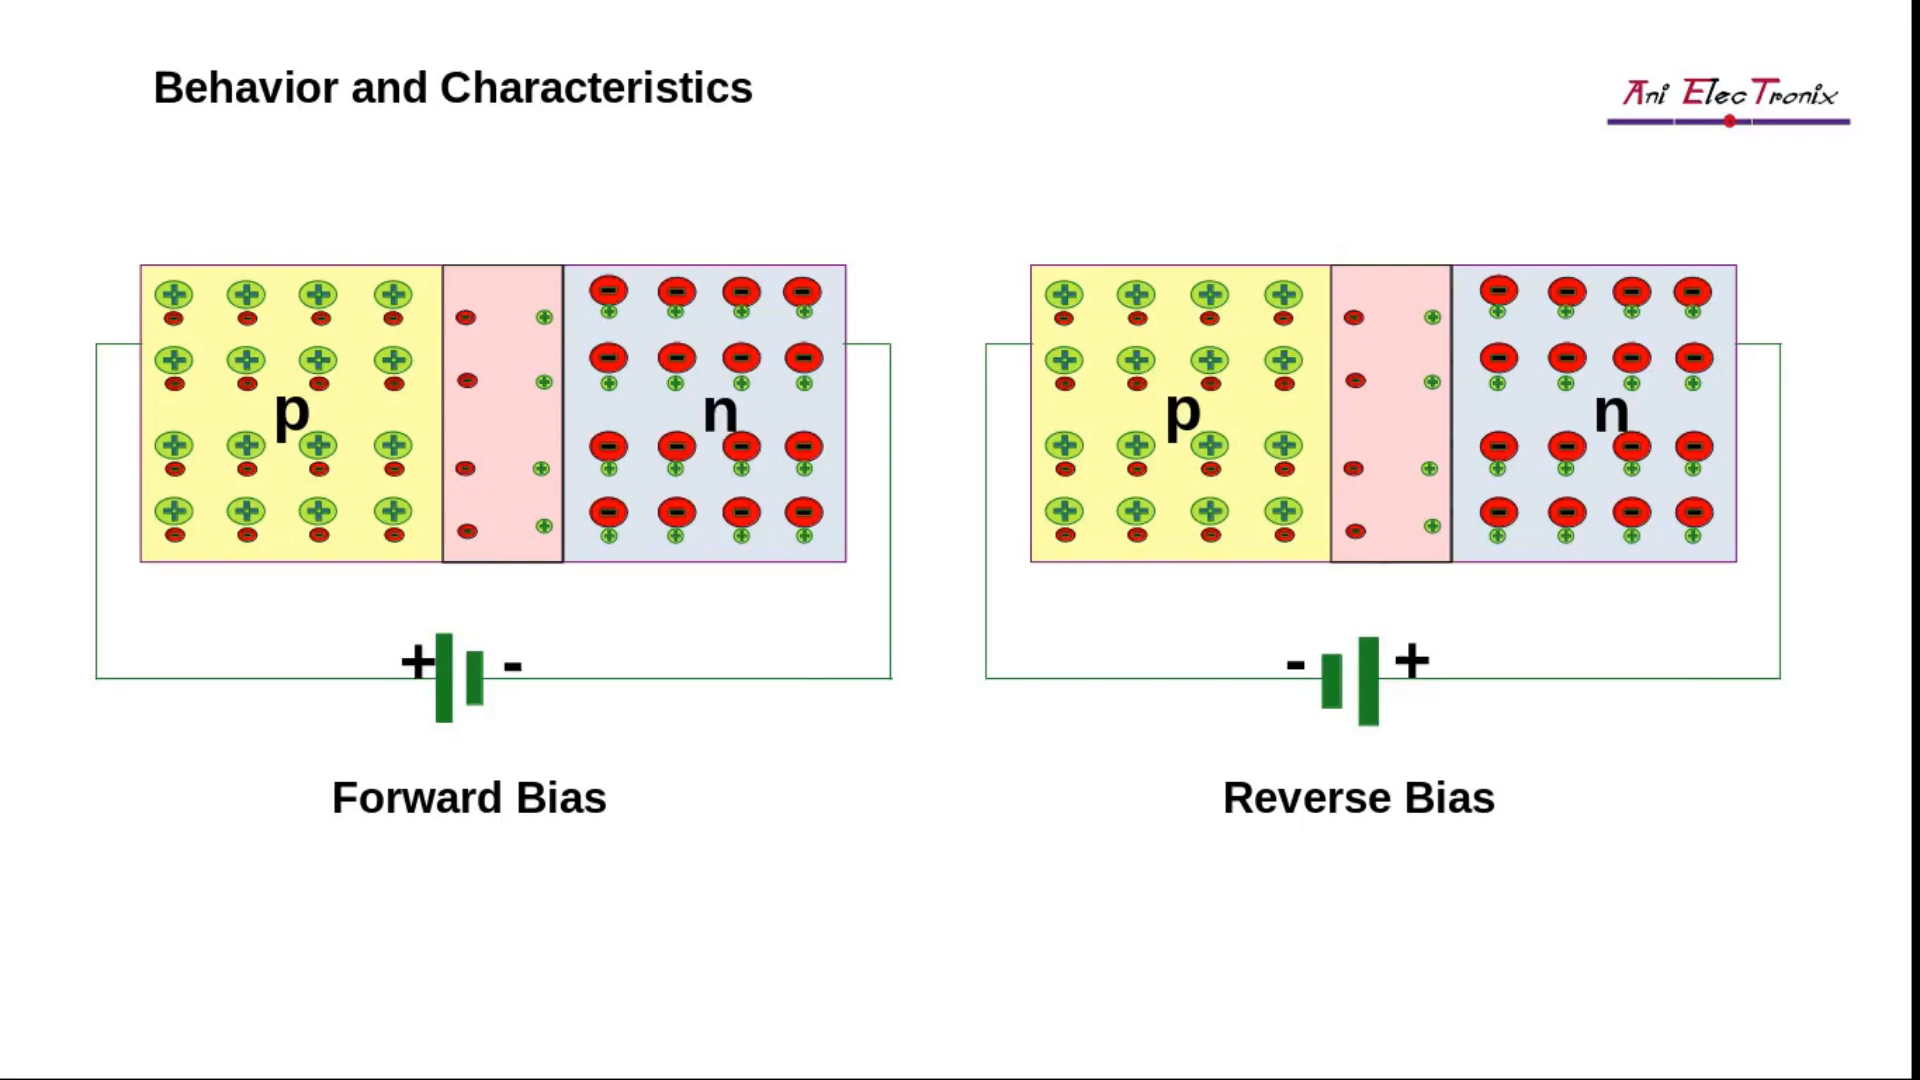 Behavior and Characteristics
Ani ElecTronix
p
n
p
n
+ -
- +
Forward Bias
Reverse Bias